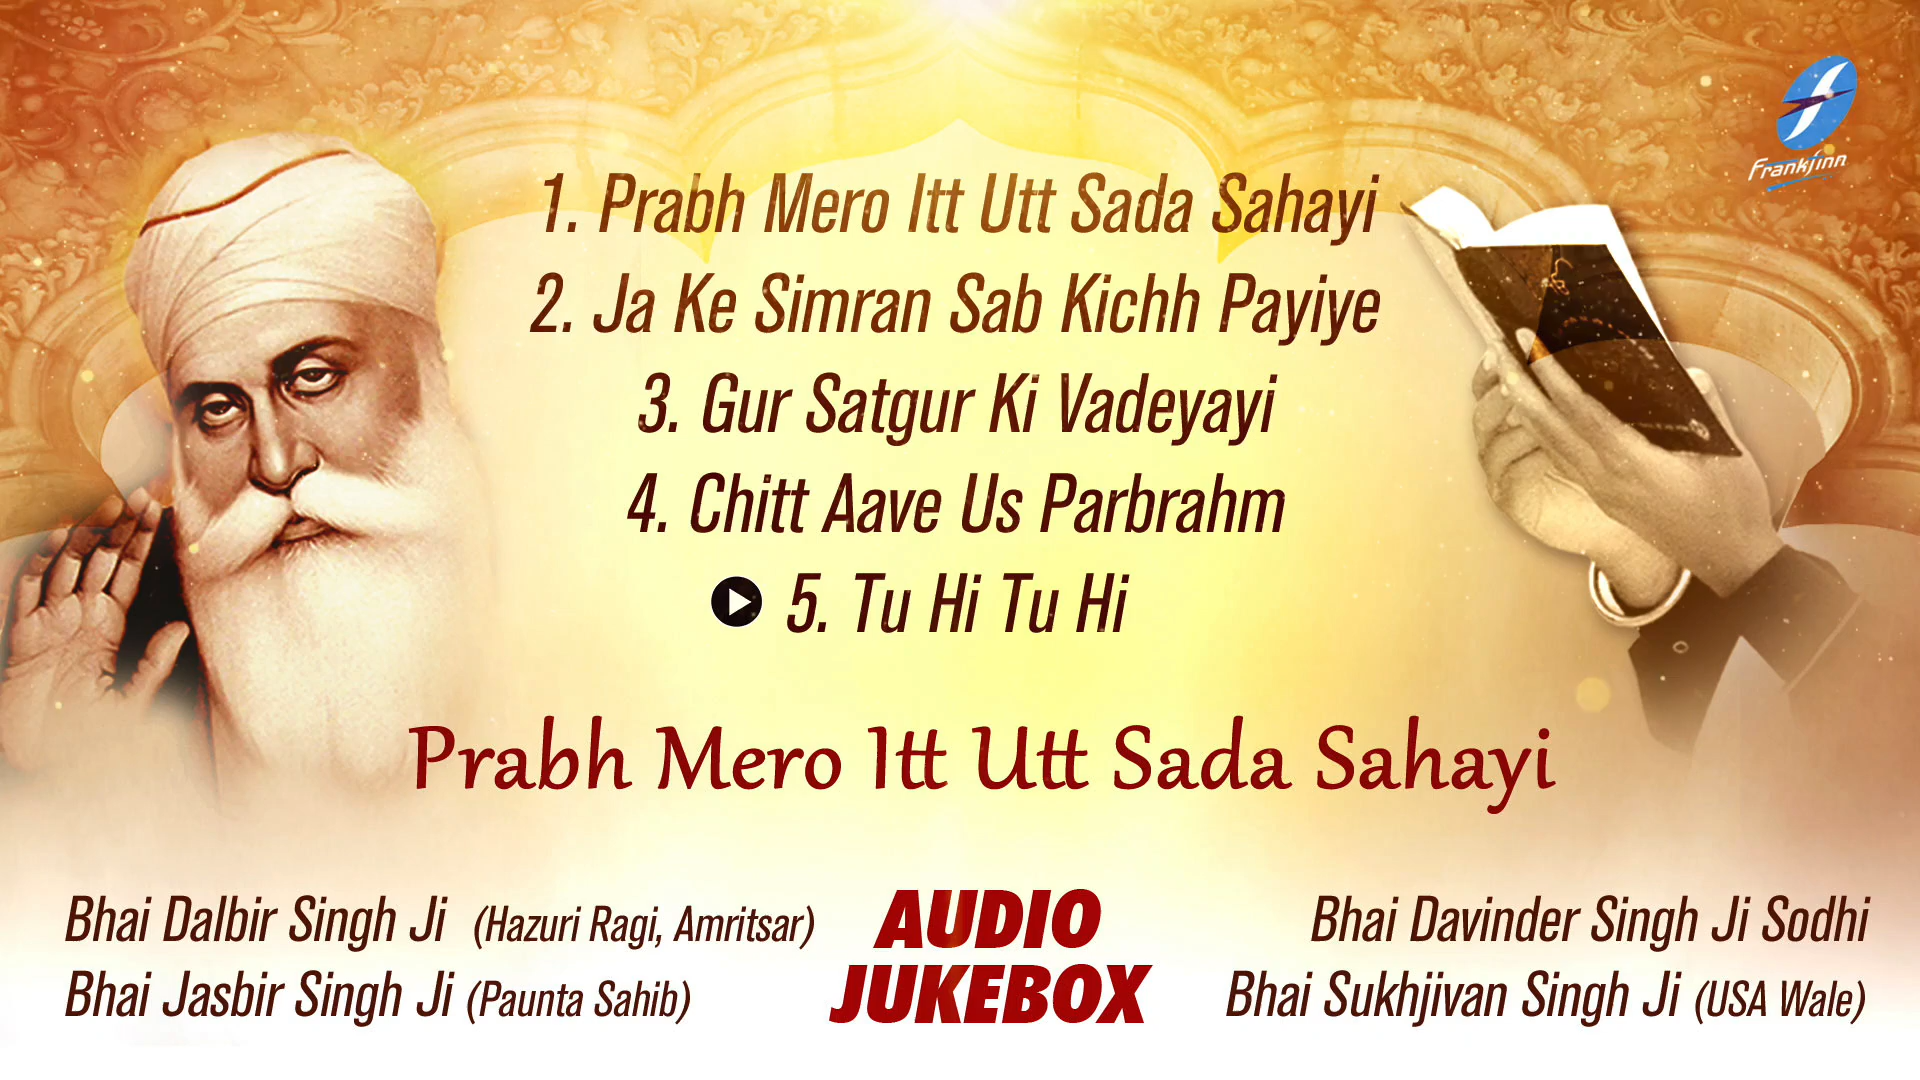 Frankfinn
1. Prabh Mero Itt Utt Sada Sahayi
2. Ja Ke Simran Sab Kichh Payiye
3. Gur Satgur Ki Vadeyayi
4. Chitt Aave Us Parbrahm
5. Tu Hi Tu Hi
Prabh Mero Itt Utt Sada Sahayi
Bhai Dalbir Singh Ji (Hazuri Ragi, Amritsar)
Bhai Jasbir Singh Ji (Paunta Sahib)
AUDIO
JUKEBOX
Bhai Davinder Singh Ji Sodhi
Bhai Sukhjivan Singh Ji (USA Wale)